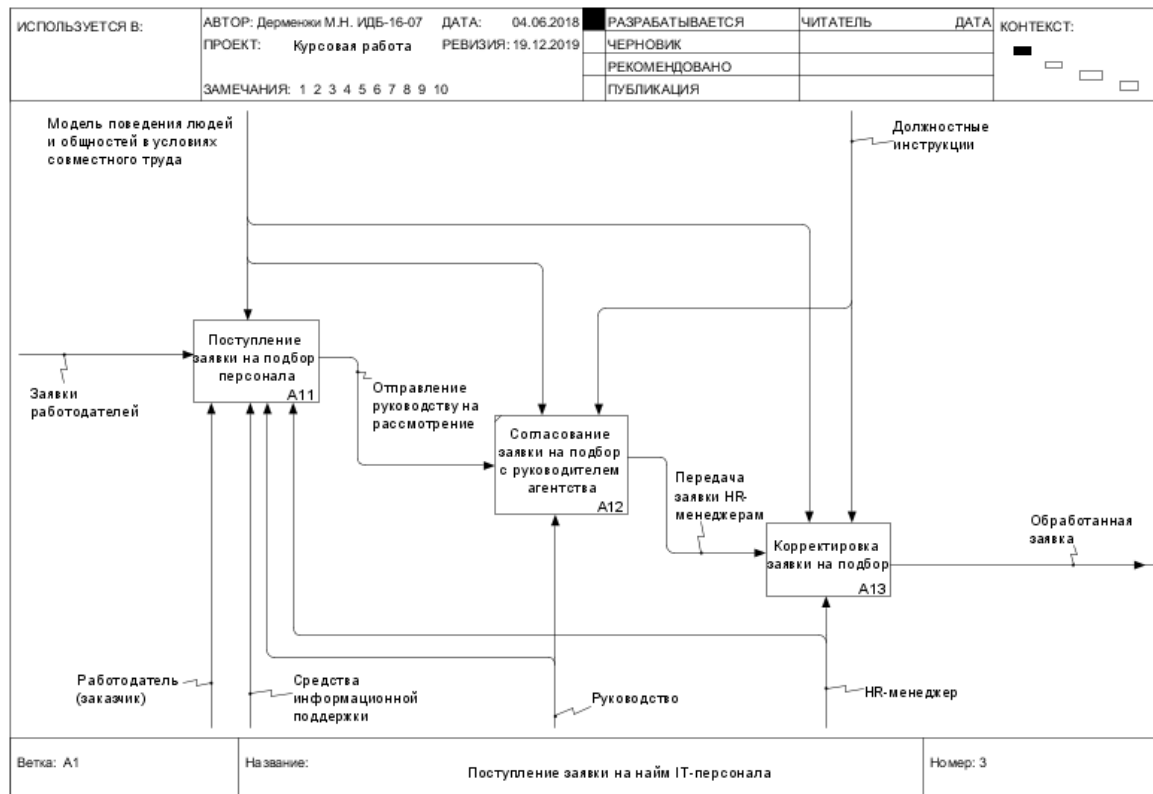 ИСПОЛЬЗУЕТСЯ В:
АВТОР: Дерменжи М.Н. ИДБ-16-07 ДАТА: 04.06.2018
ПРОЕКТ: Курсовая работа РЕВИЗИЯ: 19.12.2019
ЗАМЕЧАНИЯ: 1 2 3 4 5 6 7 8 9 10
РАЗРАБАТЫВАЕТСЯ
ЧЕРНОВИК
РЕКОМЕНДОВАНО
ПУБЛИКАЦИЯ
ЧИТАТЕЛЬ ДАТА
КОНТЕКСТ:
Модель поведения людей
и общностей в условиях
совместного труда
Должностные
инструкции
Поступление
заявки на подбор
персонала
A11
Заявки
работодателей
Отправление
руководству на
рассмотрение
Согласование
заявки на подбор
с руководителем
агентства
A12
Передача
заявки HR-
менеджерам
Корректировка
заявки на подбор
A13
Обработанная
заявка
Работодатель
(заказчик)
Средства
информационной
поддержки
Руководство
HR-менеджер
Ветка: A1
Название:
Поступление заявки на найм IT-персонала
Номер: 3